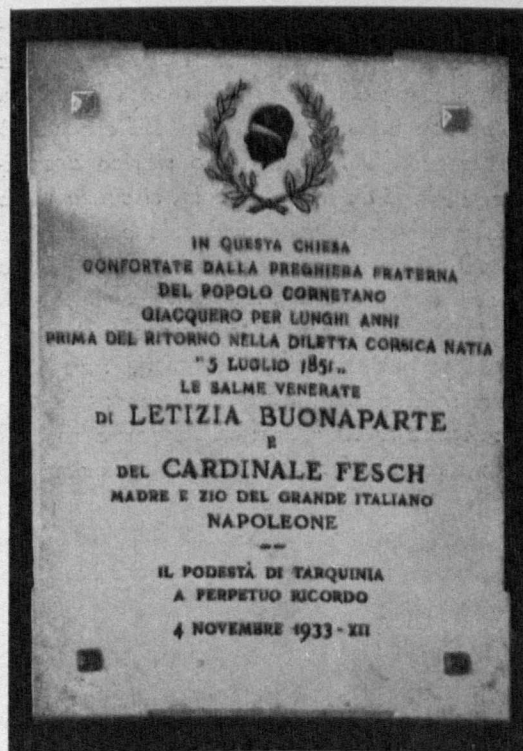 IN QUESTA CHIESA
CONFORTATE DALLA PREGHIERA FRATERNA
DEL POPOLO CORNETANO
GIACQUERO PER LUNGHI ANNI
PRIMA DEL RITORNO NELLA DILETTA CORSICA NATIA
"5 LUGLIO 1851„
LE SALME VENERATE
DI LETIZIA BUONAPARTE
E
DEL CARDINALE FESCH
MADRE E ZIO DEL GRANDE ITALIANO
NAPOLEONE
IL PODESTÀ DI TARQUINIA
A PERPETUO RICORDO
4 NOVEMBRE 1933-XII